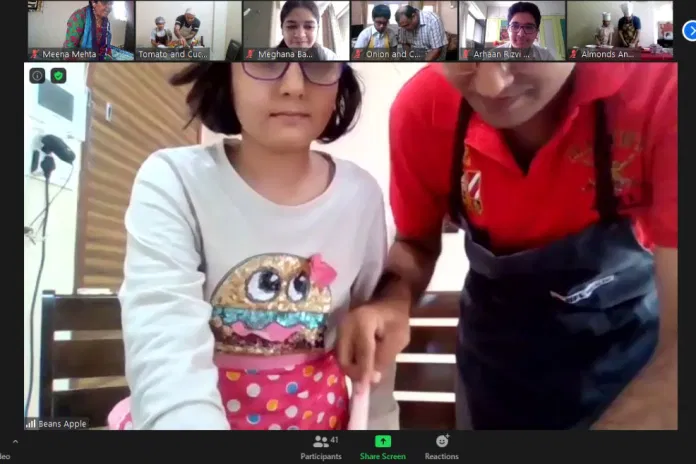 Meena Mehta
Tomato and Cuc...
Meghana Ba...
Onion and C...
Arhaan Rizvi ...
Almonds An...
Beans Apple
deo
41
Participants
Share Screen
Reactions